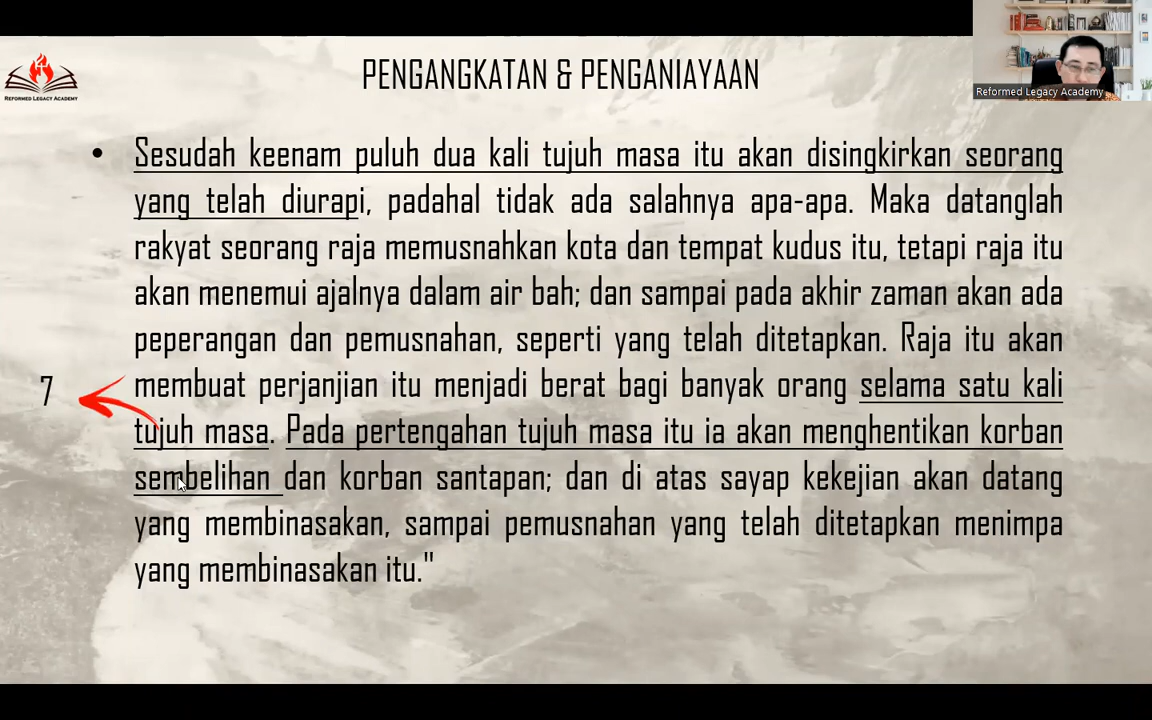 REFORMED LEGACY ACADEMY
PENGANGKATAN & PENGANIAYAAN
Reformed Legacy Academy
• Sesudah keenam puluh dua kali tujuh masa itu akan disingkirkan seorang
yang telah diurapi, padahal tidak ada salahnya apa-apa. Maka datanglah
rakyat seorang raja memusnahkan kota dan tempat kudus itu, tetapi raja itu
akan menemui ajalnya dalam air bah; dan sampai pada akhir zaman akan ada
peperangan dan pemusnahan, seperti yang telah ditetapkan. Raja itu akan
7
membuat perjanjian itu menjadi berat bagi banyak orang selama satu kali
tujuh masa. Pada pertengahan tujuh masa itu ia akan menghentikan korban
sembelihan dan korban santapan; dan di atas sayap kekejian akan datang
yang membinasakan, sampai pemusnahan yang telah ditetapkan menimpa
yang membinasakan itu."